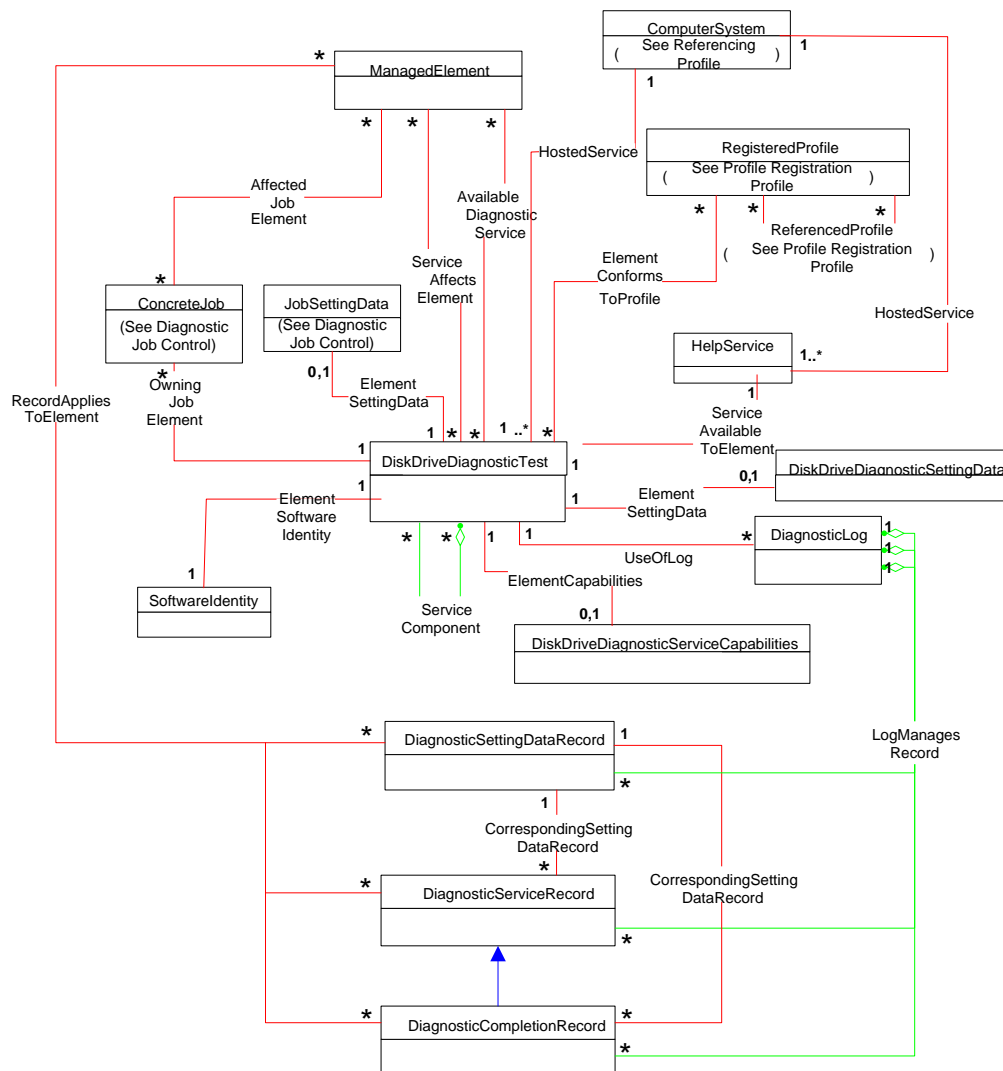 ComputerSystem
( See Referencing )
Profile
1
1
*
ManagedElement
*
*
*
HostedService
RegisteredProfile
( See Profile Registration )
Profile
*
*
*
ReferencedProfile
( See Profile Registration )
Profile
Affected
Job
Element
Available
Diagnostic
Service
Service
Affects
Element
Element
Conforms
ToProfile
*
ConcreteJob
(See Diagnostic
Job Control)
*
JobSettingData
(See Diagnostic
Job Control)
0,1
HostedService
HelpService
1..*
1
RecordApplies
ToElement
Owning
Job
Element
Element
SettingData
Service
Available
ToElement
1
1
*
*
1 ..*
*
DiskDriveDiagnosticTest
1
1
1
DiskDriveDiagnosticSettingData
0,1
Element
SettingData
Element
Software
Identity
*
*
1
1
UseOfLog
*
DiagnosticLog
1
1
1
1
SoftwareIdentity
Service
Component
ElementCapabilities
0,1
DiskDriveDiagnosticServiceCapabilities
*
DiagnosticSettingDataRecord
1
*
LogManages
Record
1
CorrespondingSetting
DataRecord
*
*
DiagnosticServiceRecord
*
CorrespondingSetting
DataRecord
*
DiagnosticCompletionRecord
*
*